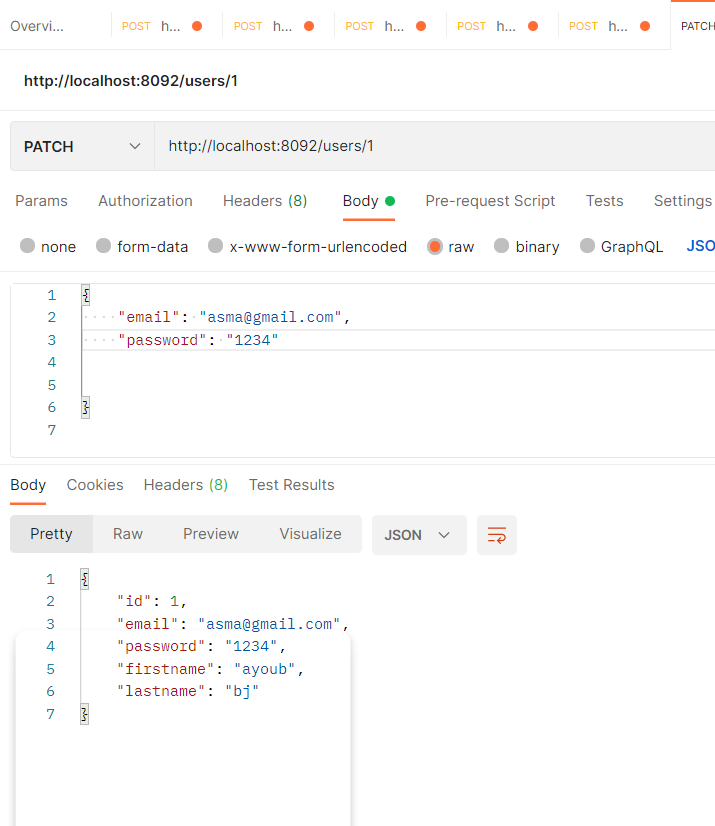 Overvi... POST h... POST h... POST h... POST h... POST h... PATCH
http://localhost:8092/users/1
PATCH http://localhost:8092/users/1
Params Authorization Headers (8) Body Pre-request Script Tests Settings
none form-data x-www-form-urlencoded raw binary GraphQL JSO
1 {
2 ····"email":·"asma@gmail.com",
3 ····"password":·"1234"
4
5
6 }
7
Body Cookies Headers (8) Test Results
Pretty Raw Preview Visualize JSON
1 {
2 "id": 1,
3 "email": "asma@gmail.com",
4 "password": "1234",
5 "firstname": "ayoub",
6 "lastname": "bj"
7 }